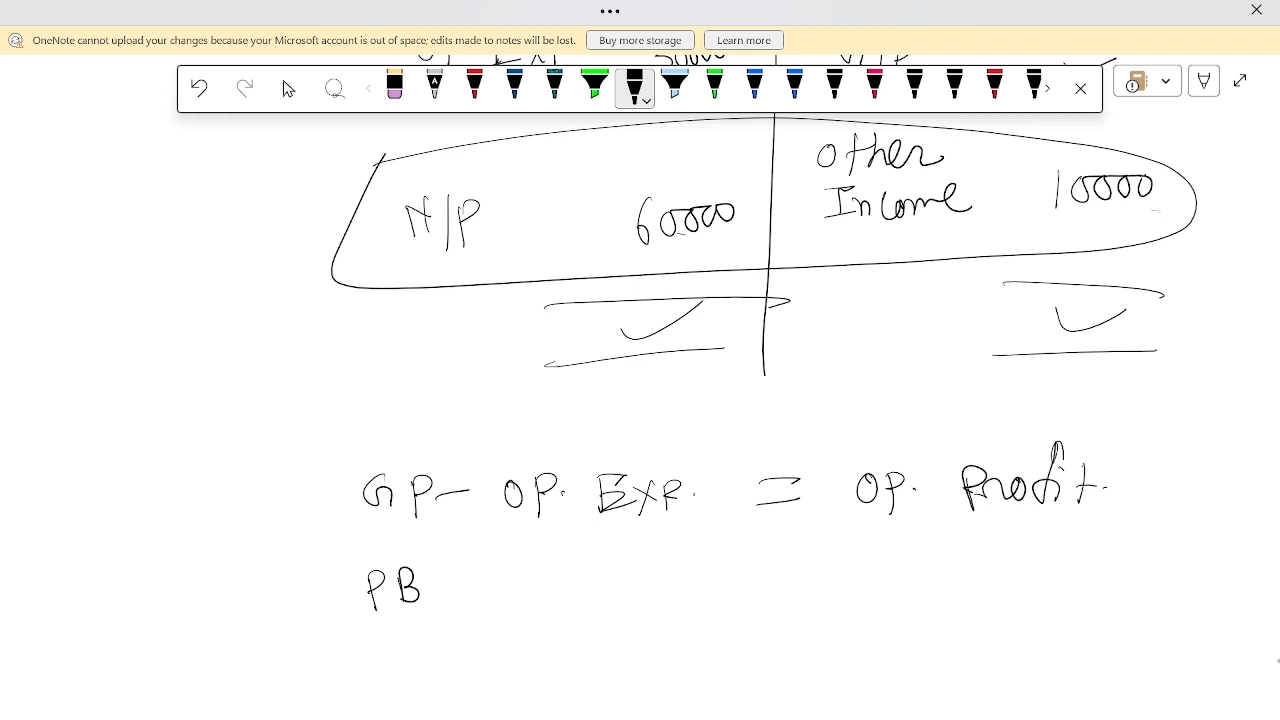 OneNote cannot upload your changes because your Microsoft account is out of space; edits made to notes will be lost. Buy more storage Learn more
Other
N/P 60000 Income 10000
GP- OP. EXP. = OP. Profit.
PB